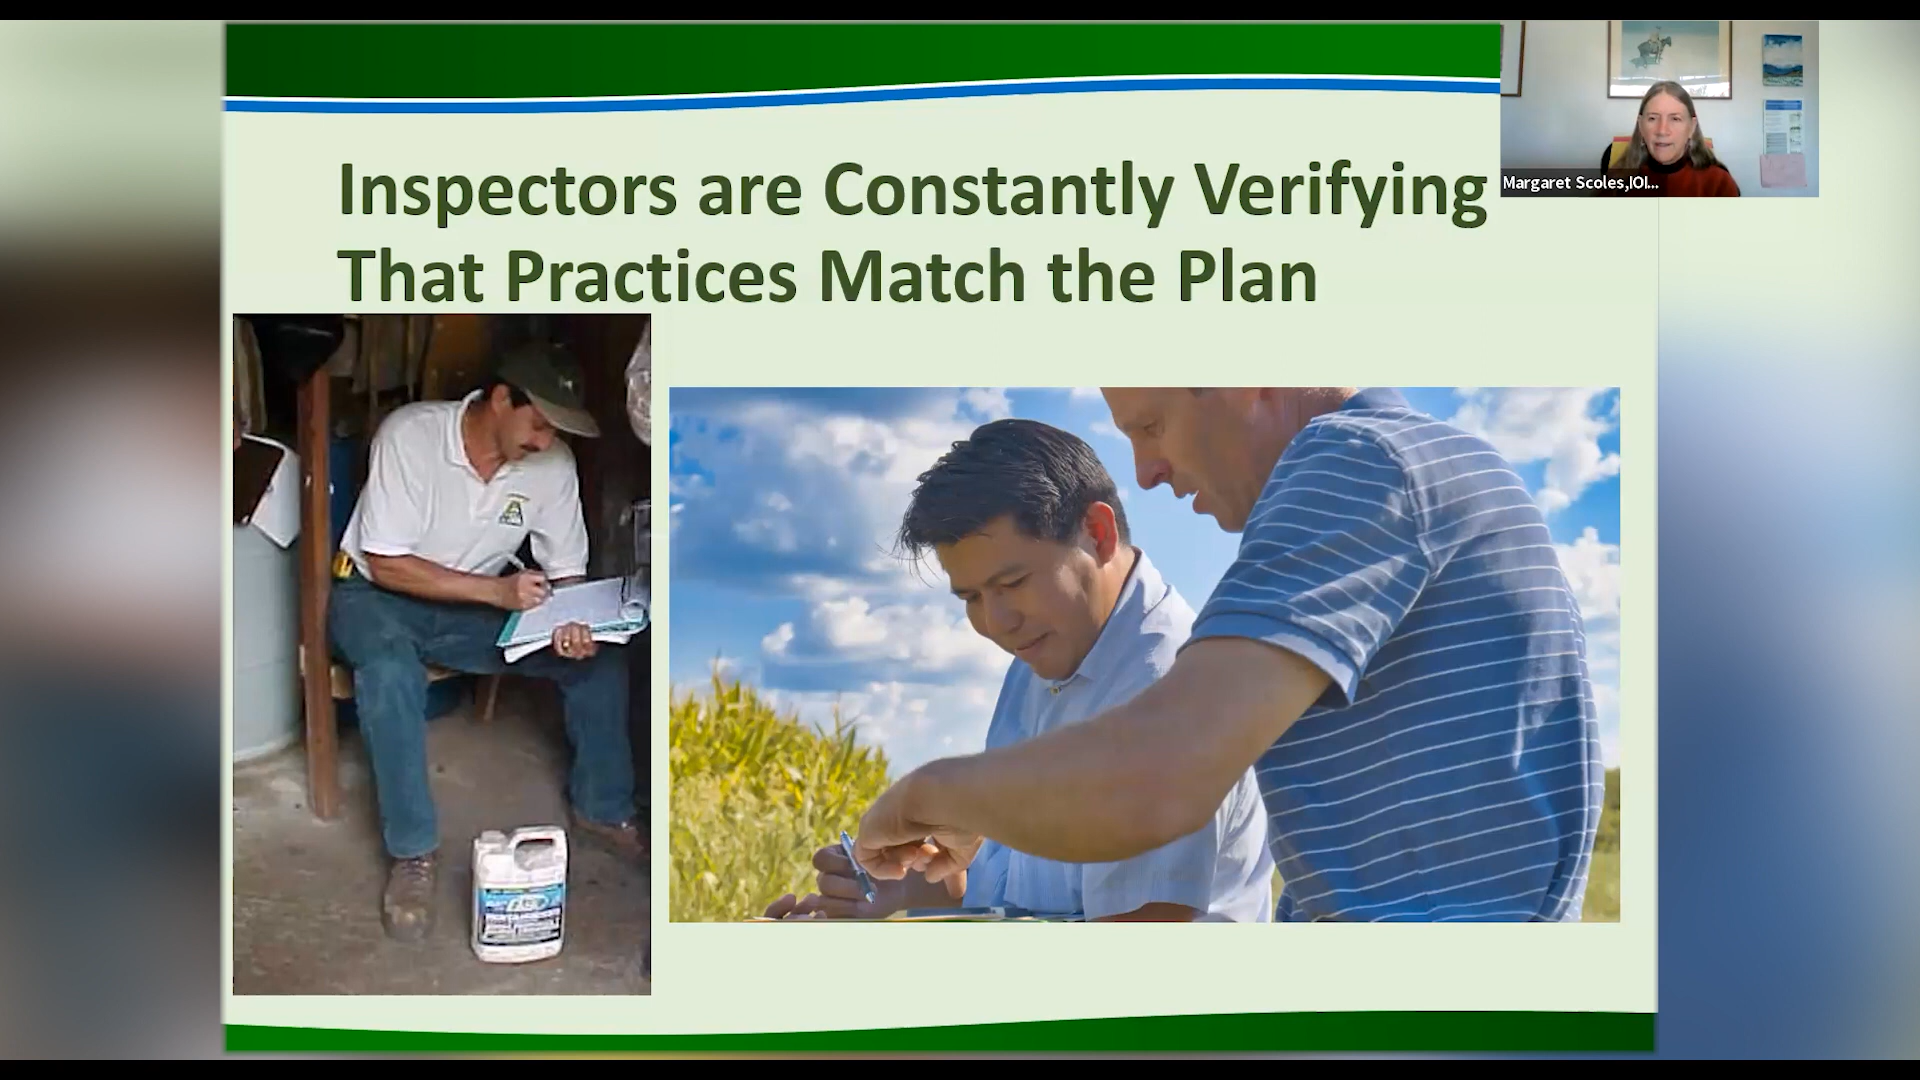 Inspectors are Constantly Verifying
That Practices Match the Plan
Margaret Scoles,IOI...